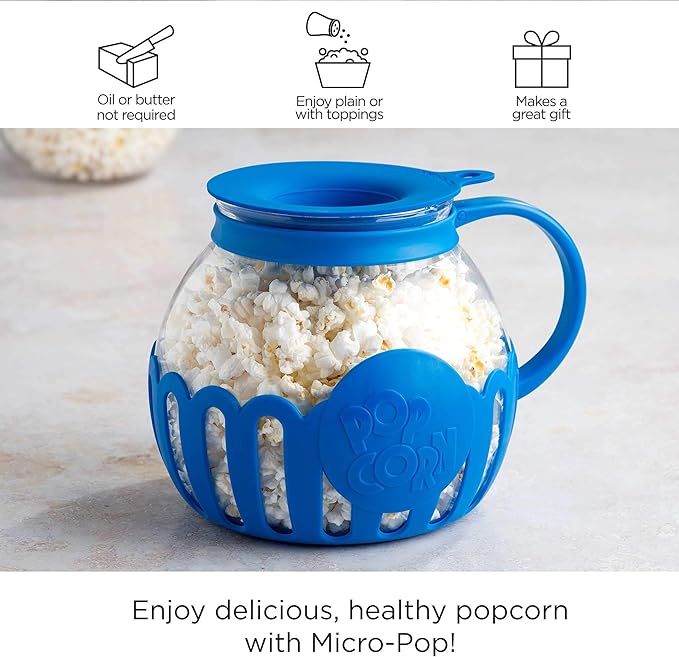 Oil or butter
not required
Enjoy plain or
with toppings
Makes a
great gift
POP
CORN
Enjoy delicious, healthy popcorn
with Micro-Pop!